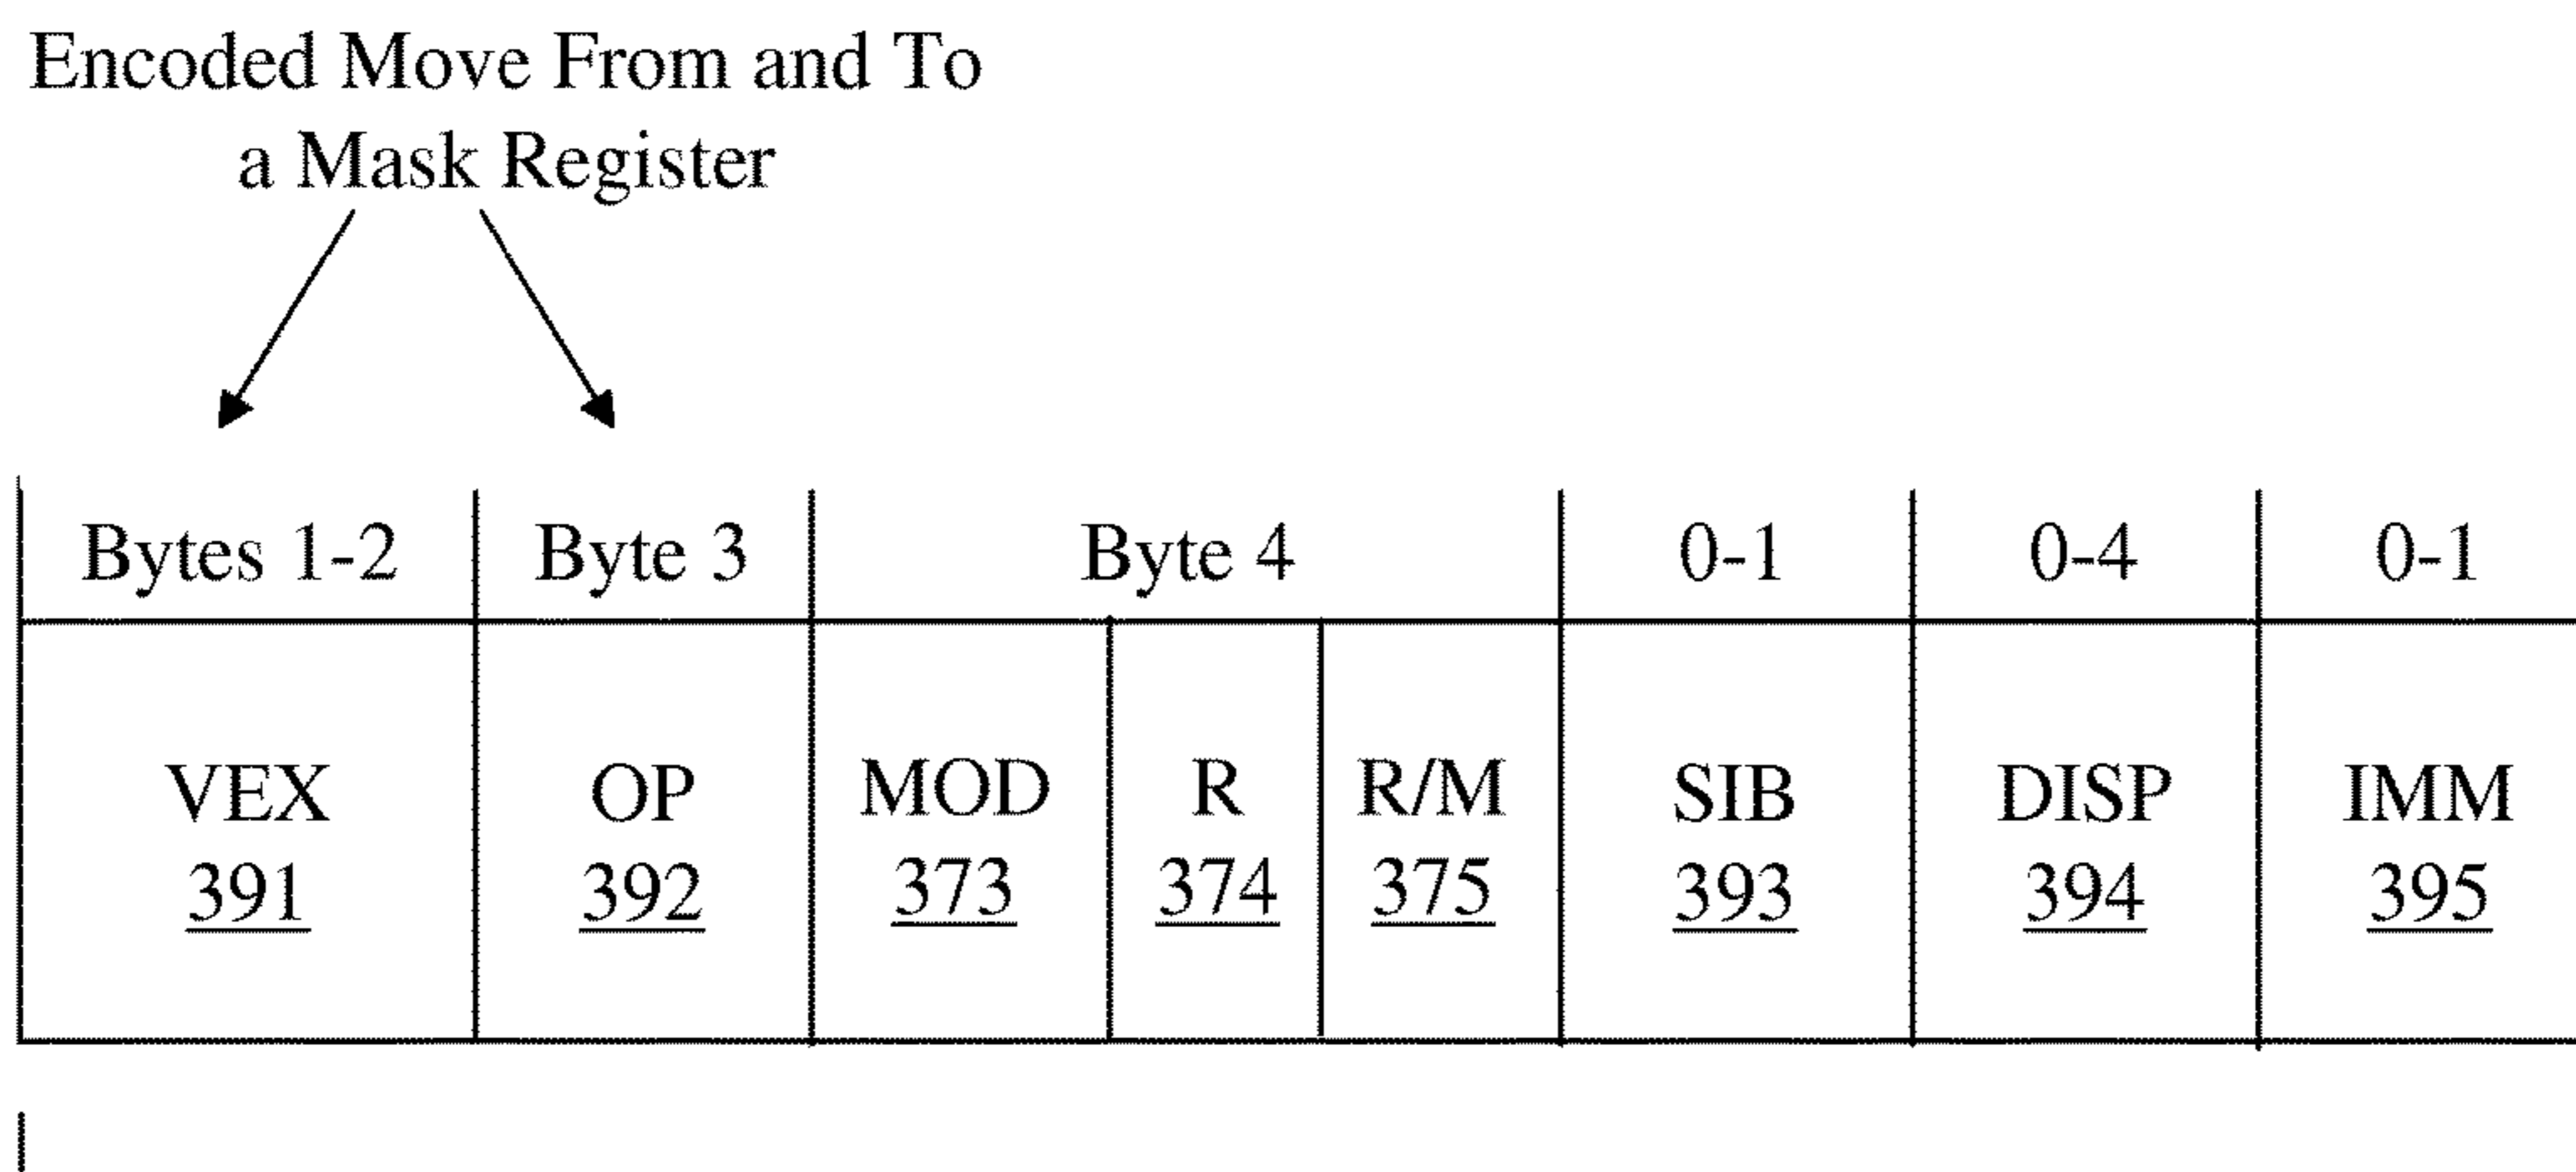 Encoded Move From and To
a Mask Register
Bytes 1-2 Byte 3 Byte 4 0-1 0-4 0-1
VEX OP MOD R R/M SIB DISP IMM
391 392 373 374 375 393 394 395